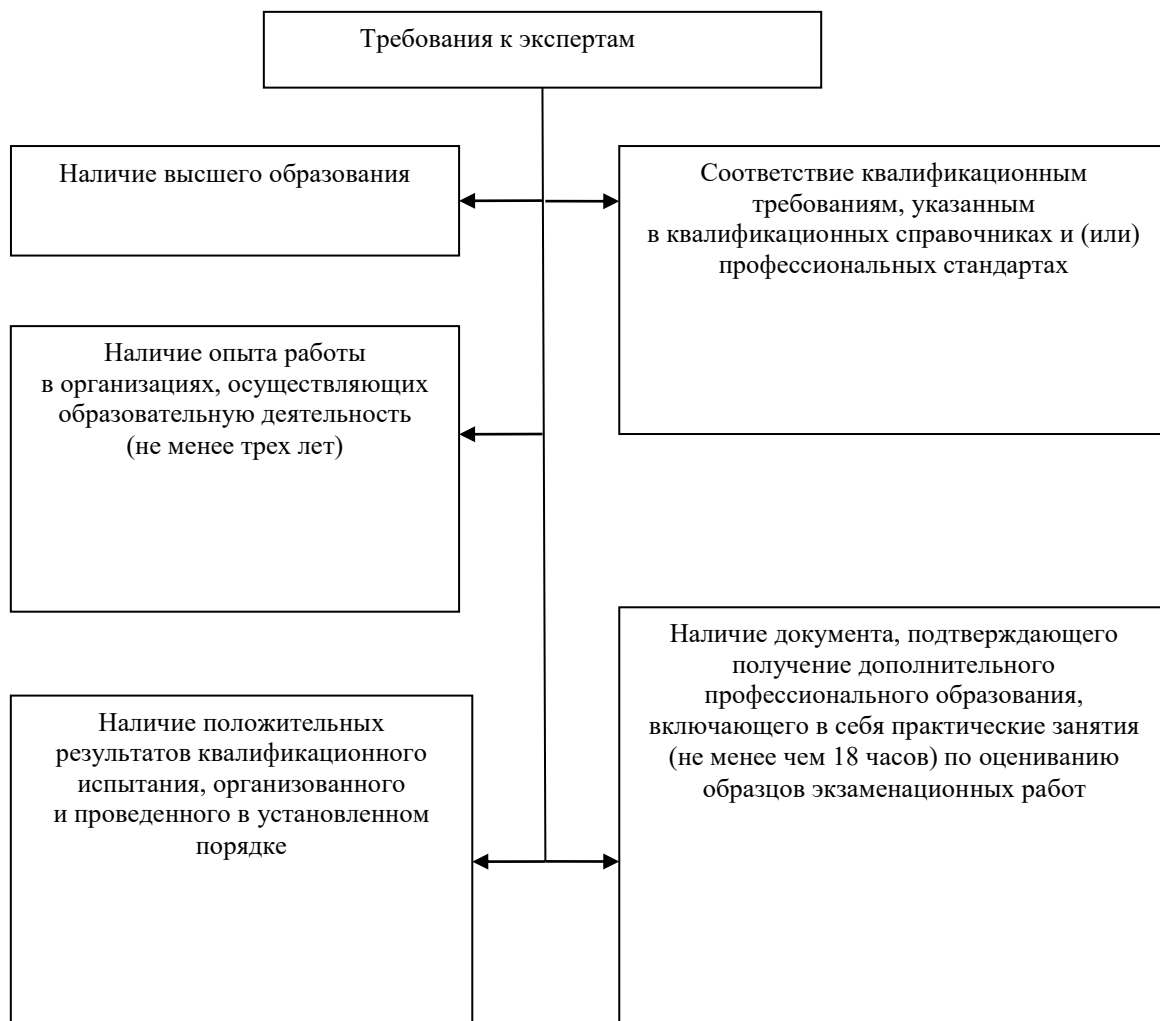 Требования к экспертам
Наличие высшего образования
Соответствие квалификационным
требованиям, указанным
в квалификационных справочниках и (или)
профессиональных стандартах
Наличие опыта работы
в организациях, осуществляющих
образовательную деятельность
(не менее трех лет)
Наличие документа, подтверждающего
получение дополнительного
профессионального образования,
включающего в себя практические занятия
(не менее чем 18 часов) по оцениванию
образцов экзаменационных работ
Наличие положительных
результатов квалификационного
испытания, организованного
и проведенного в установленном
порядке